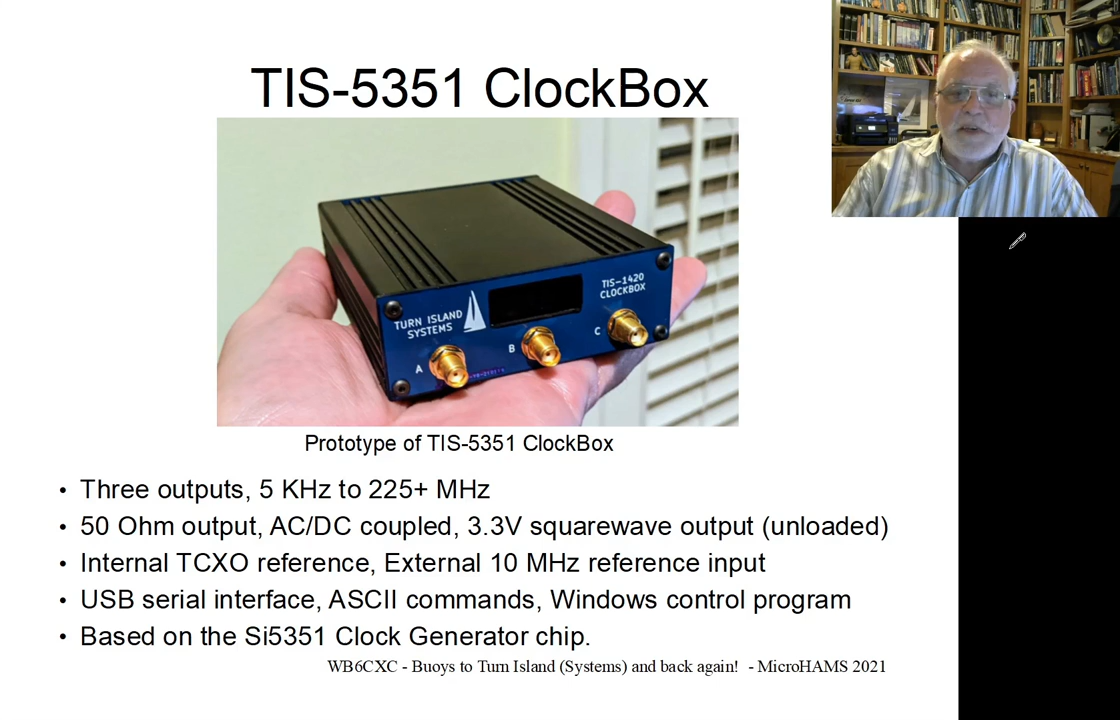 TIS-5351 ClockBox
TURN ISLAND
SYSTEMS
TIS-1420
CLOCKBOX
A
B
C
Prototype of TIS-5351 ClockBox
• Three outputs, 5 KHz to 225+ MHz
• 50 Ohm output, AC/DC coupled, 3.3V squarewave output (unloaded)
• Internal TCXO reference, External 10 MHz reference input
• USB serial interface, ASCII commands, Windows control program
• Based on the Si5351 Clock Generator chip.
WB6CXC - Buoys to Turn Island (Systems) and back again!  - MicroHAMS 2021